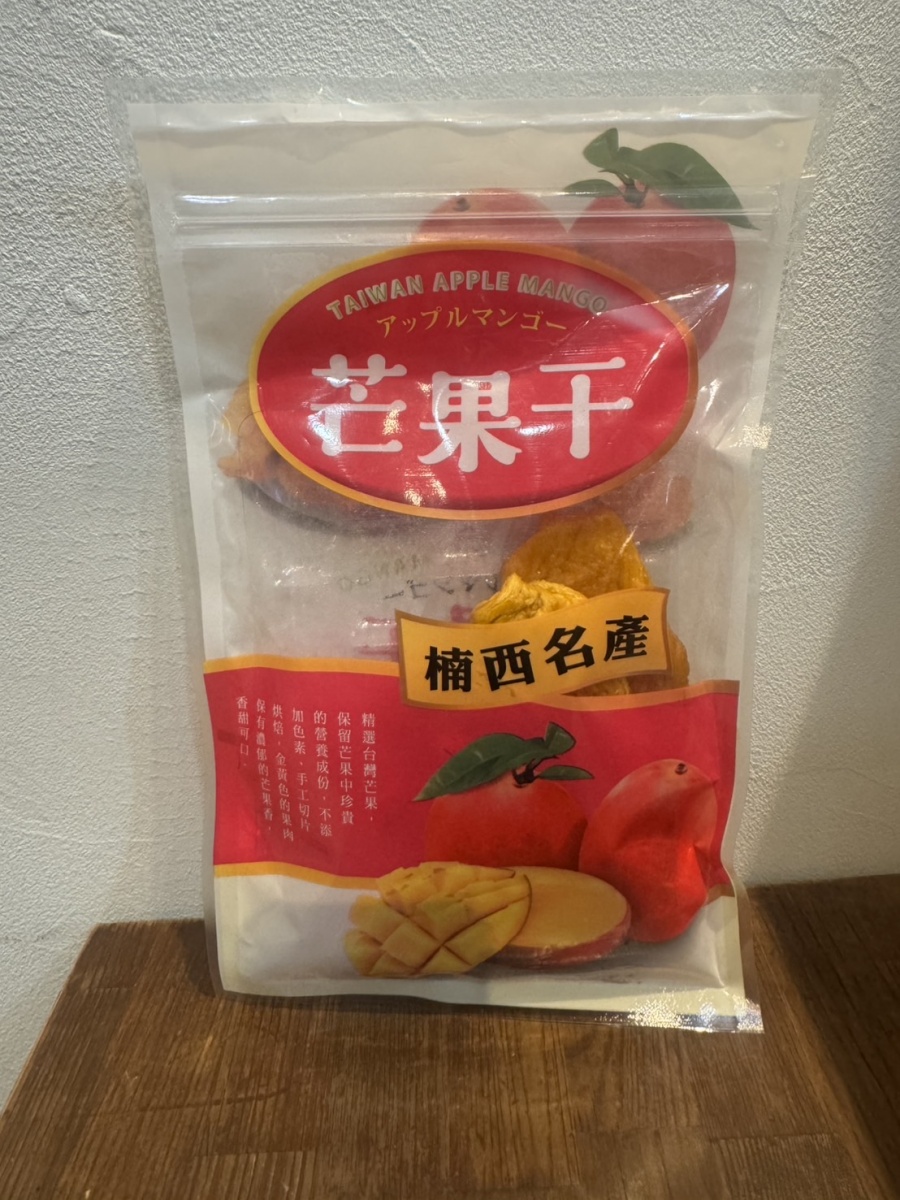 TAIWAN APPLE MANGO
アップルマンゴー
芒果干
楠西名產
精選台灣芒果，
保留芒果中珍貴
的營養成份，不添
加色素、手工切片
烘焙，金黃色的果肉
保有濃郁的芒果香，
香甜可口。